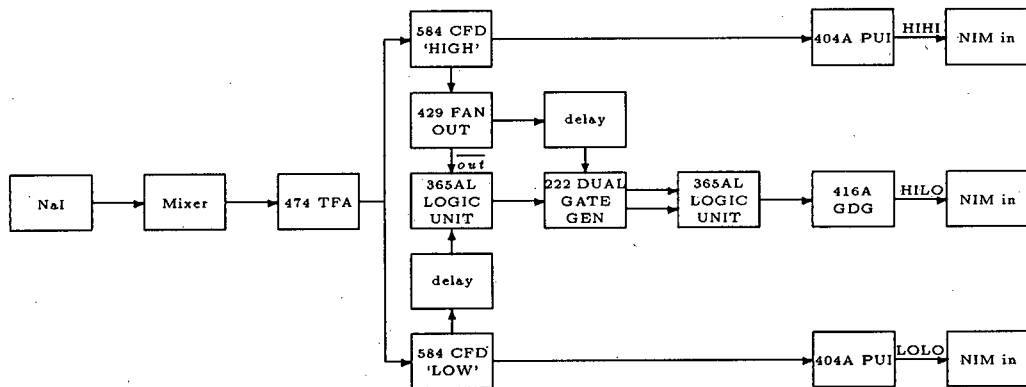 584 CFD
‘HIGH’
404A PUI
HIHI
NIM in
429 FAN
OUT
delay
out
NaI
Mixer
474 TFA
365AL
LOGIC
UNIT
222 DUAL
GATE
GEN
365AL
LOGIC
UNIT
416A
GDG
HILO
NIM in
delay
584 CFD
‘LOW’
404A PUI
LOLO
NIM in